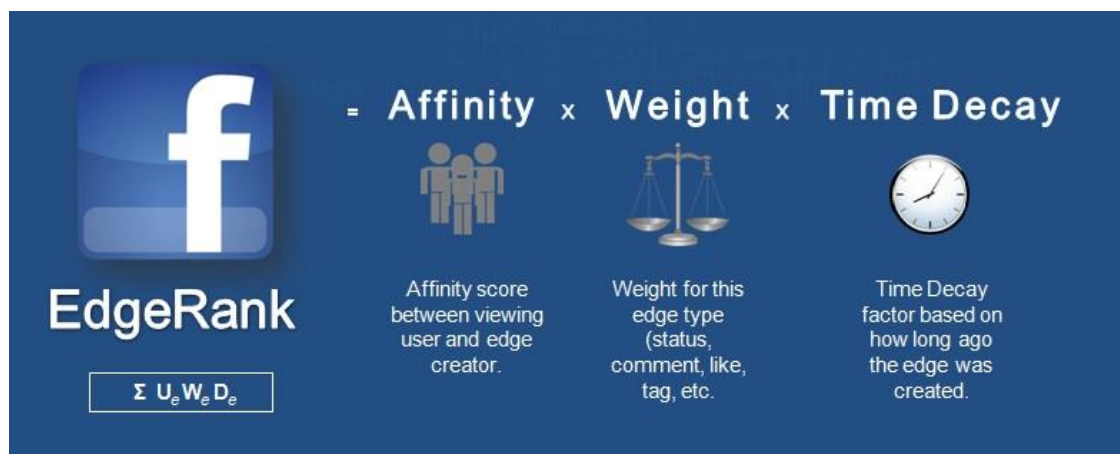 f
= Affinity x Weight x Time Decay
EdgeRank
Σ UeWeDe
Affinity score
between viewing
user and edge
creator.
Weight for this
edge type
(status,
comment, like,
tag, etc.
Time Decay
factor based on
how long ago
the edge was
created.